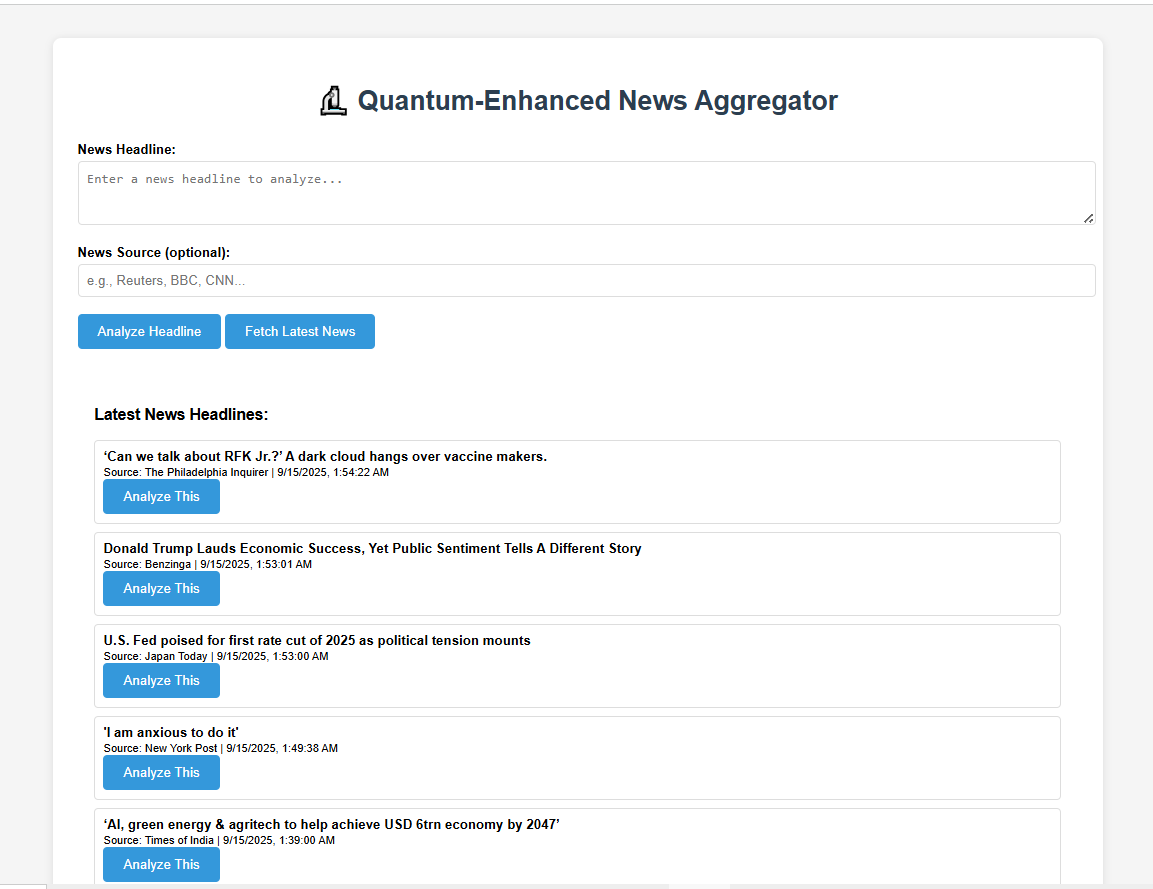 Quantum-Enhanced News Aggregator
News Headline:
Enter a news headline to analyze...
News Source (optional):
e.g., Reuters, BBC, CNN...
Analyze Headline
Fetch Latest News
Latest News Headlines:
‘Can we talk about RFK Jr.?’ A dark cloud hangs over vaccine makers.
Source: The Philadelphia Inquirer | 9/15/2025, 1:54:22 AM
Analyze This
Donald Trump Lauds Economic Success, Yet Public Sentiment Tells A Different Story
Source: Benzinga | 9/15/2025, 1:53:01 AM
Analyze This
U.S. Fed poised for first rate cut of 2025 as political tension mounts
Source: Japan Today | 9/15/2025, 1:53:00 AM
Analyze This
'I am anxious to do it'
Source: New York Post | 9/15/2025, 1:49:38 AM
Analyze This
‘AI, green energy & agritech to help achieve USD 6trn economy by 2047’
Source: Times of India | 9/15/2025, 1:39:00 AM
Analyze This